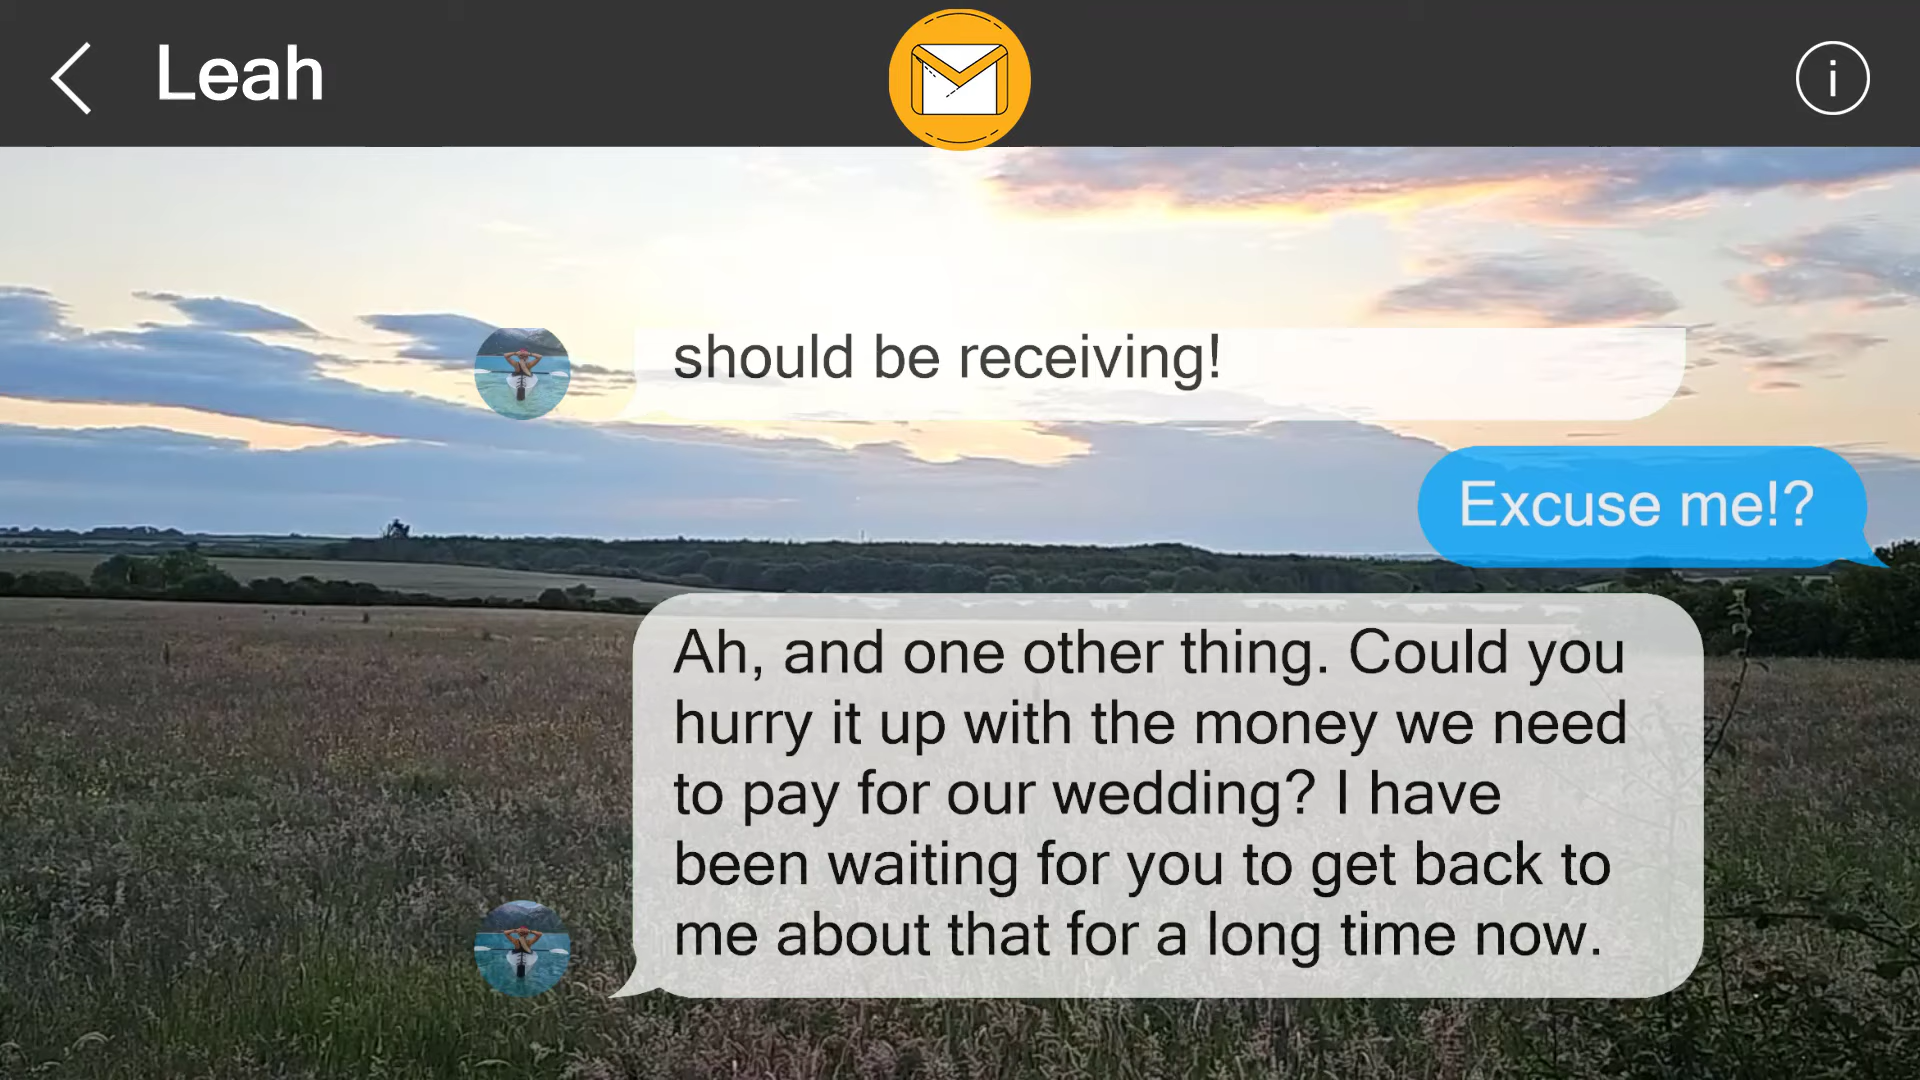 Leah
i
should be receiving!
Excuse me!?
Ah, and one other thing. Could you
hurry it up with the money we need
to pay for our wedding? I have
been waiting for you to get back to
me about that for a long time now.